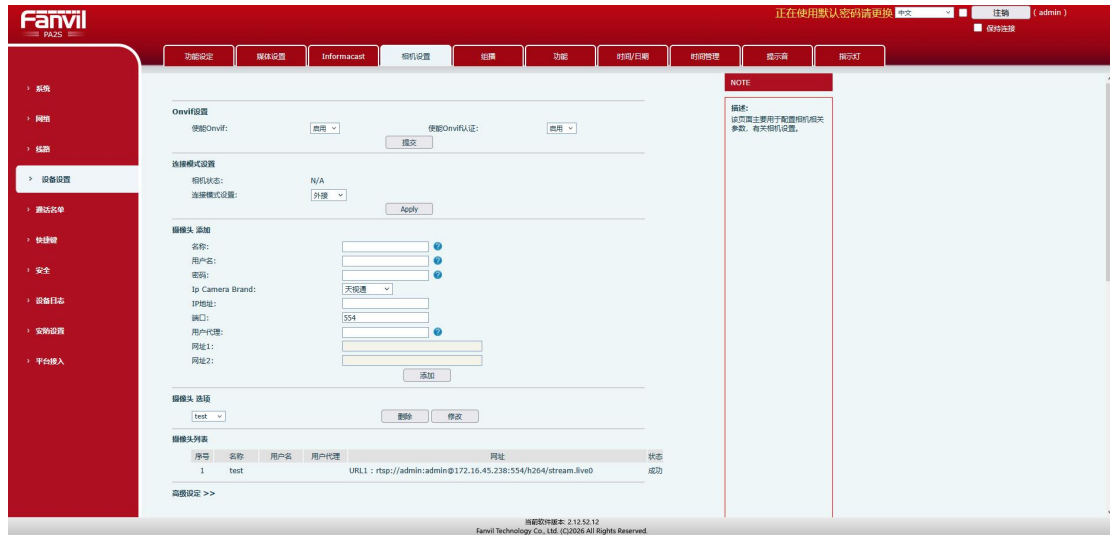 Fanvil
PA2S
正在使用默认密码请更换 中文 注销 ( admin )
保持连接
功能设定 媒体设置 Informacast 相机设置 组播 功能 时间/日期 时间管理 提示音 指示灯
› 系统
› 网络
› 线路
› 设备设置
› 通话名单
› 快捷键
› 安全
› 设备日志
› 安防设置
› 平台接入
Onvif设置
使能Onvif: 启用 使能Onvif认证: 启用
提交
连接模式设置
相机状态: N/A
连接模式设置: 外接
Apply
摄像头 添加
名称:
用户名:
密码:
Ip Camera Brand: 天视通
IP地址:
端口: 554
用户代理:
网址1:
网址2:
添加
摄像头 选项
test 删除 修改
摄像头列表
序号 名称 用户名 用户代理 网址 状态
1 test URL1 : rtsp://admin:admin@172.16.45.238:554/h264/stream.live0 成功
高级设定 >>
NOTE
描述:
该页面主要用于配置相机相关
参数, 有关相机设置。
当前软件版本: 2.12.52.12
Fanvil Technology Co., Ltd. (C)2026 All Rights Reserved.